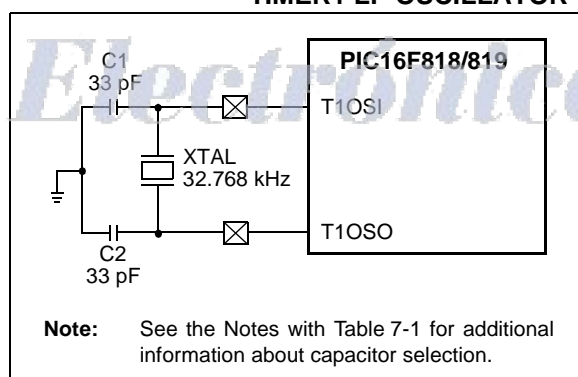 TIMER1 LP OSCILLATOR
Electrónica
PIC16F818/819
C1
33 pF
T1OSI
XTAL
32.768 kHz
T1OSO
C2
33 pF
Note: See the Notes with Table 7-1 for additional
information about capacitor selection.